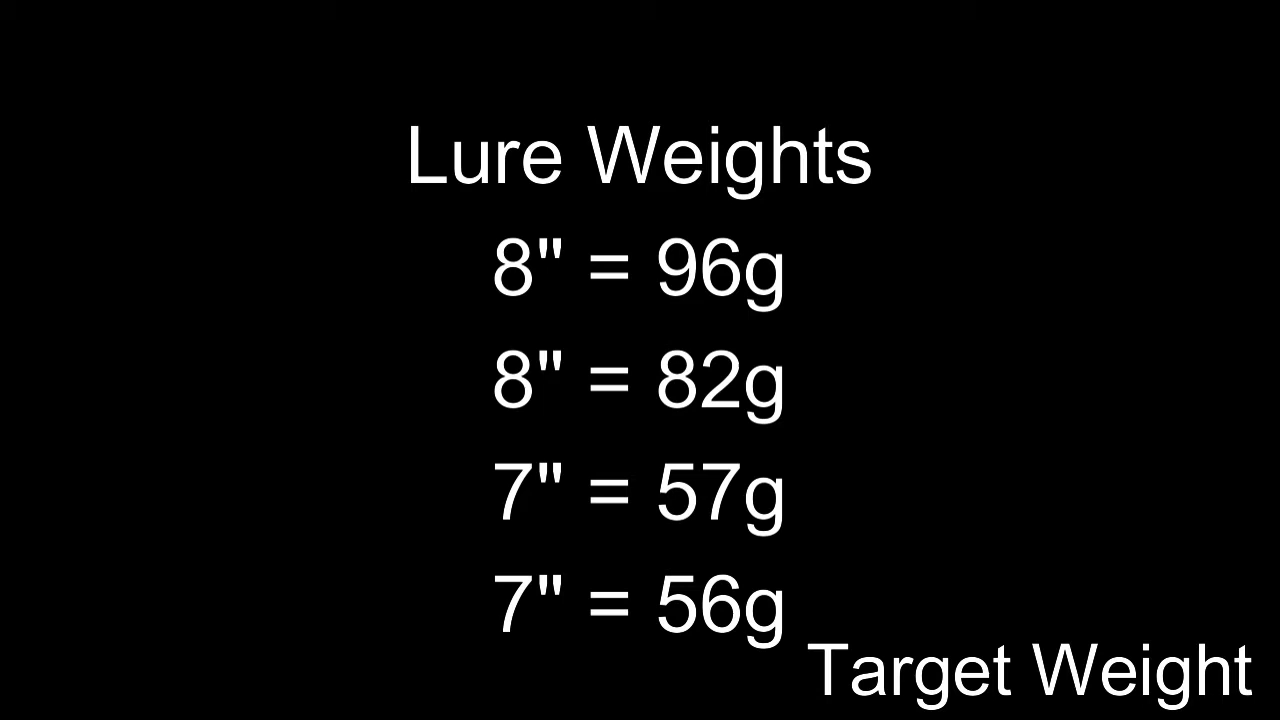 Lure Weights
8" = 96g
8" = 82g
7" = 57g
7" = 56g
Target Weight